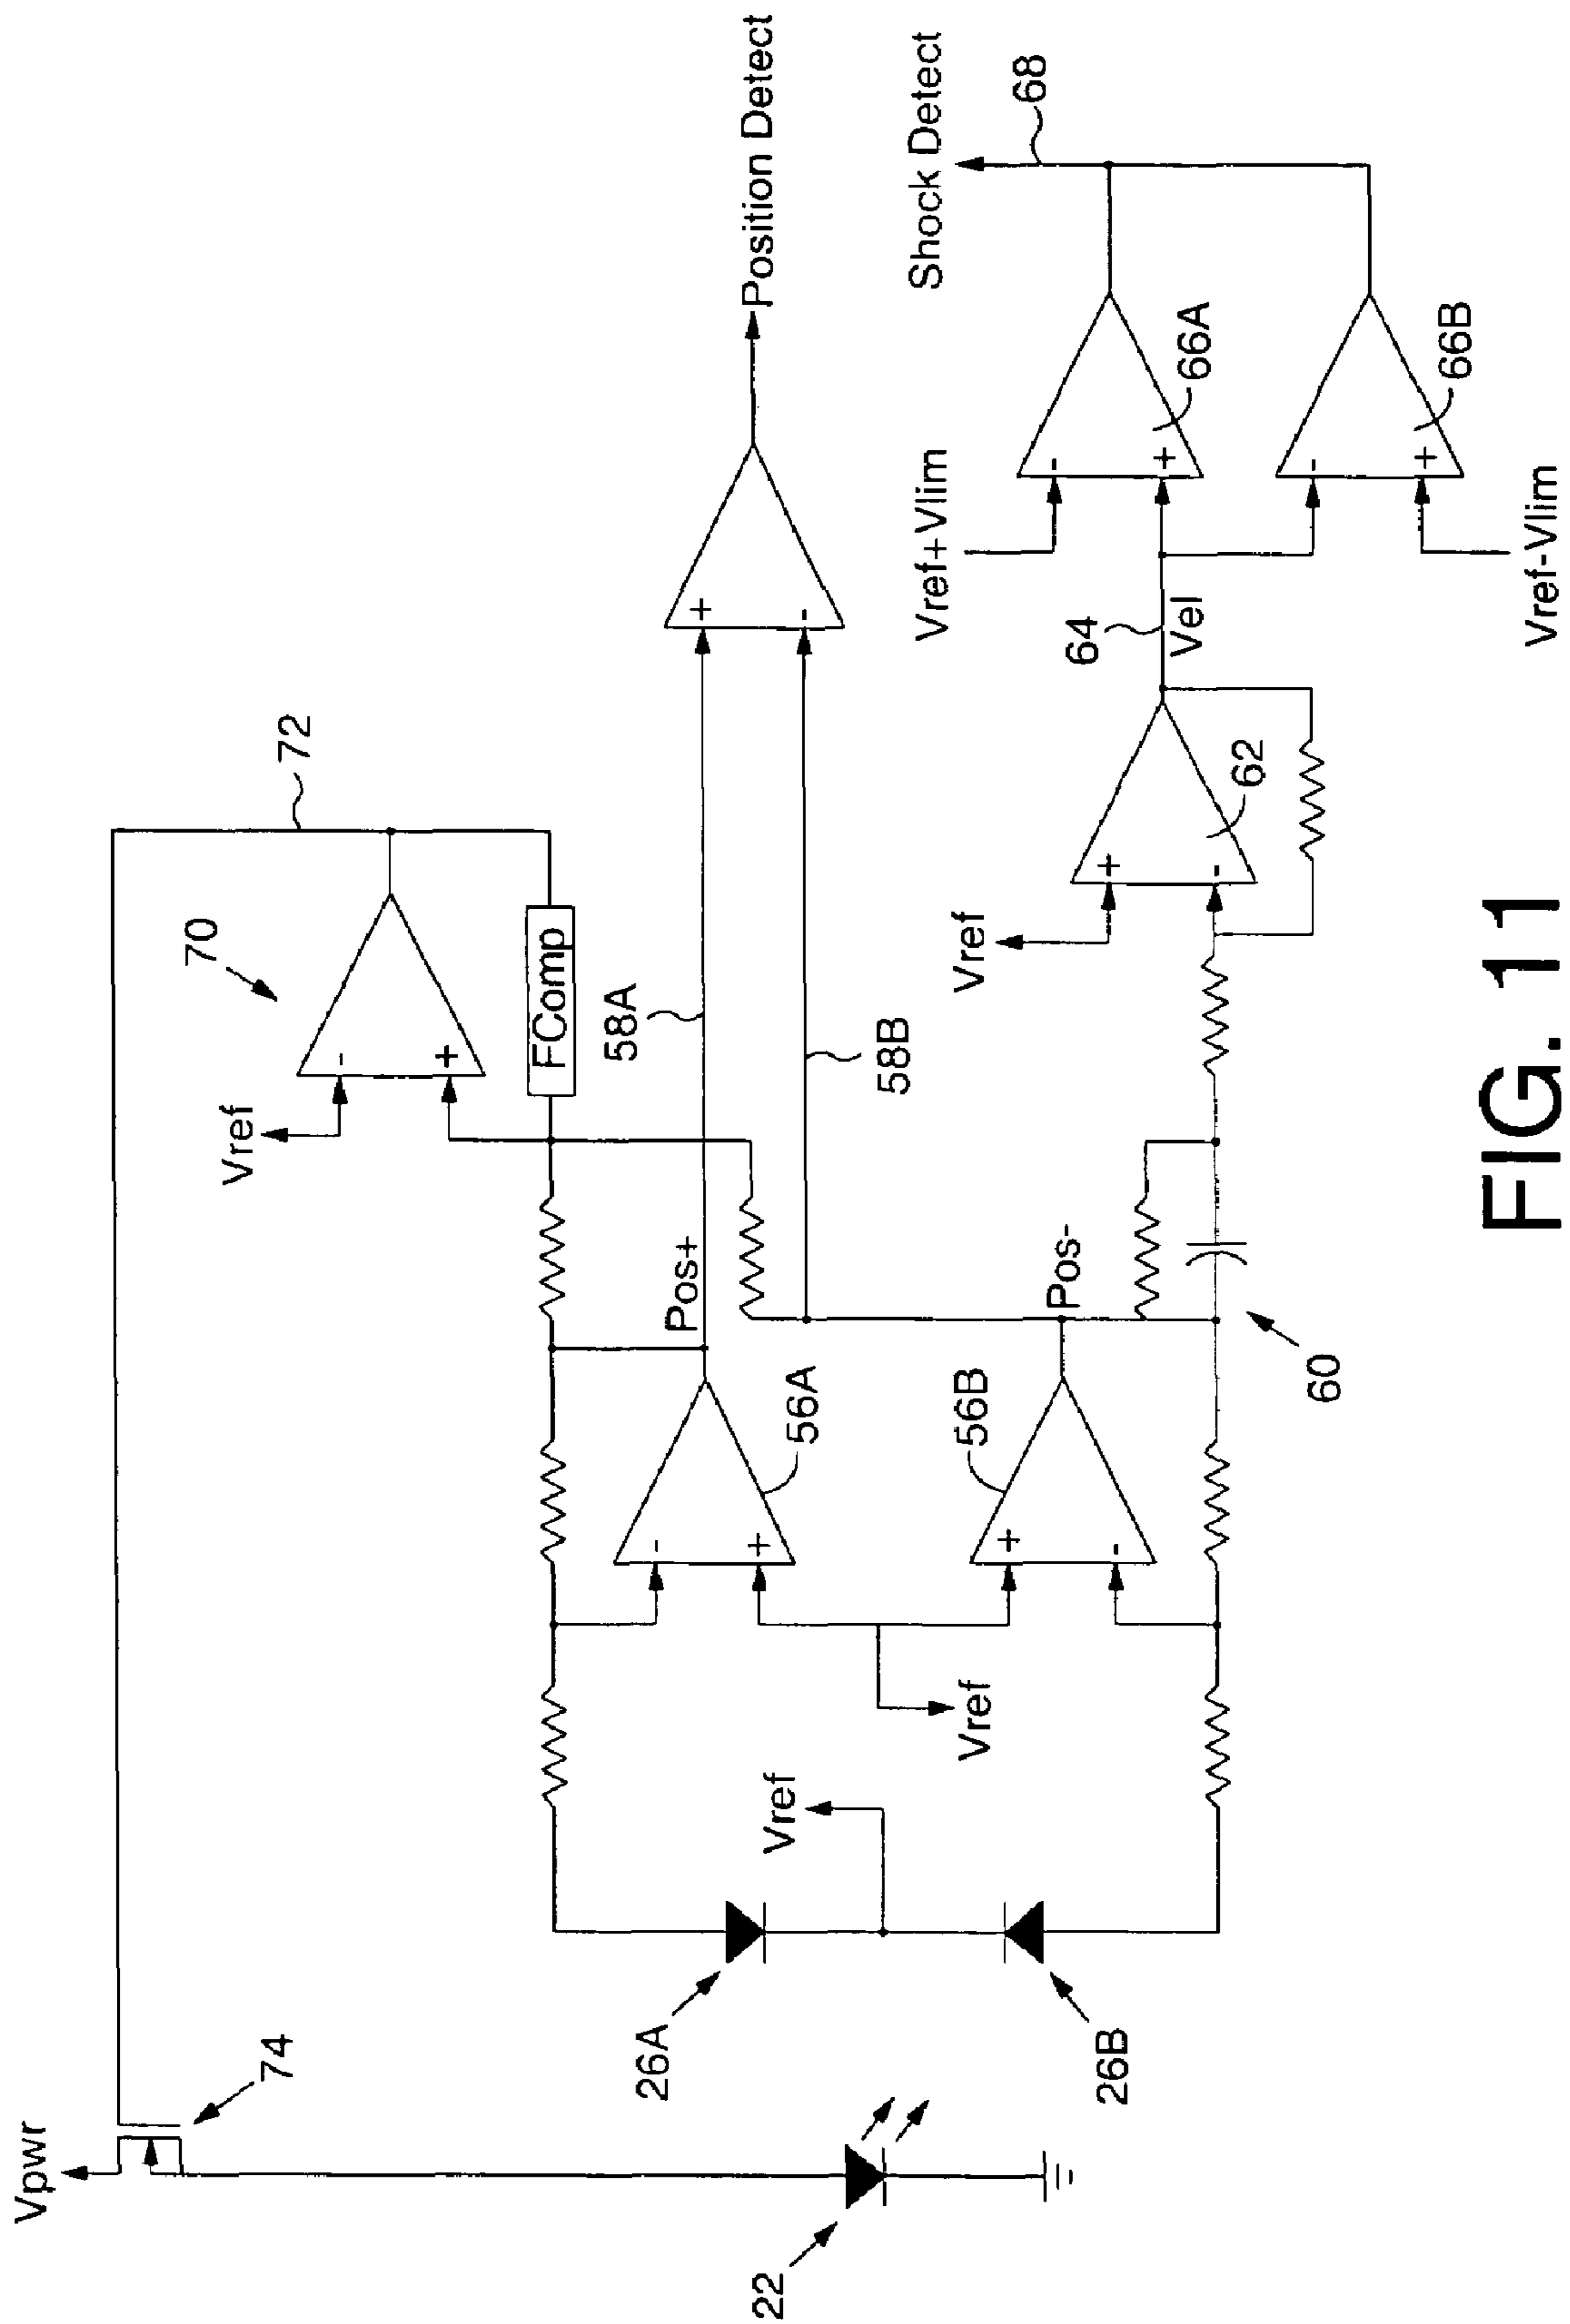 Vpwr
74
22
72
70
Vref
-
+
FComp
58A
58B
Position Detect
+
-
Pos+
-
+
56A
56B
+
-
Pos-
Vref
Vref
26A
26B
60
Vref
+
-
62
64
Vel
Vref+Vlim
-
+
66A
-
+
66B
Vref-Vlim
Shock Detect
68
FIG. 11